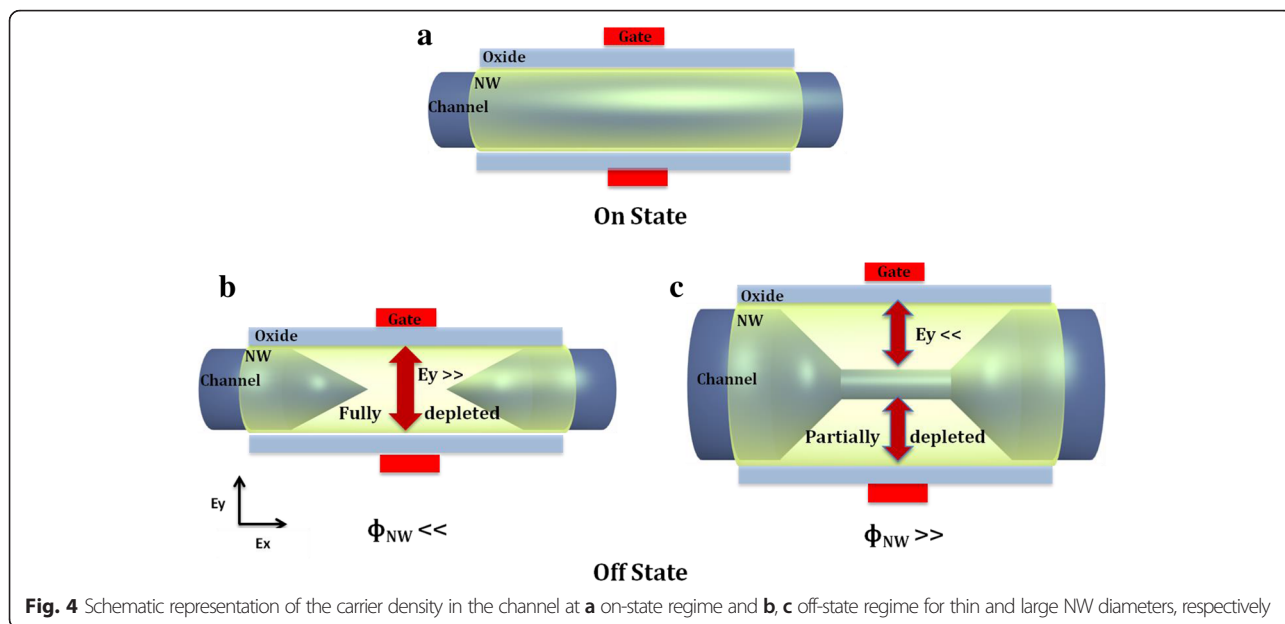 a
Gate
Oxide
NW
Channel
On State
b
Gate
Oxide
NW
Channel
Ey >>
Fully depleted
Ey
Ex
ϕNW <<
c
Gate
Oxide
NW
Ey <<
Channel
Partially depleted
ϕNW >>
Off State
Fig. 4 Schematic representation of the carrier density in the channel at a on-state regime and b, c off-state regime for thin and large NW diameters, respectively